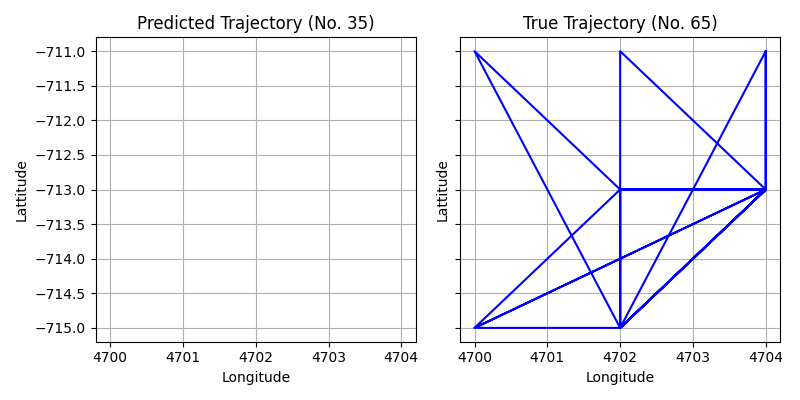 Predicted Trajectory (No. 35)
True Trajectory (No. 65)
Lattitude
−711.0
−711.5
−712.0
−712.5
−713.0
−713.5
−714.0
−714.5
−715.0
4700 4701 4702 4703 4704
Longitude
Lattitude
4700 4701 4702 4703 4704
Longitude